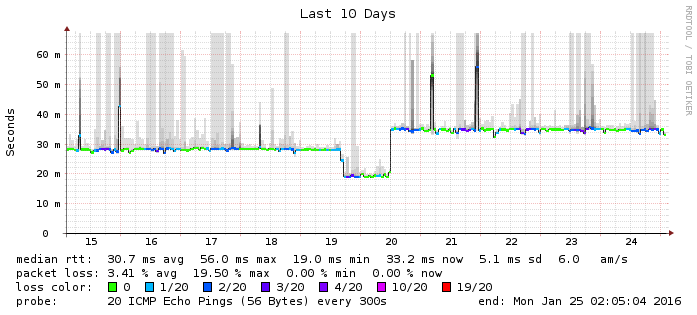 Last 10 Days
RRDTOOL / TOBI OETIKER
Seconds
60 m
50 m
40 m
30 m
20 m
10 m
0
15 16 17 18 19 20 21 22 23 24
median rtt: 30.7 ms avg 56.0 ms max 19.0 ms min 33.2 ms now 5.1 ms sd 6.0 am/s
packet loss: 3.41 % avg 19.50 % max 0.00 % min 0.00 % now
loss color: 0 1/20 2/20 3/20 4/20 10/20 19/20
probe: 20 ICMP Echo Pings (56 Bytes) every 300s end: Mon Jan 25 02:05:04 2016